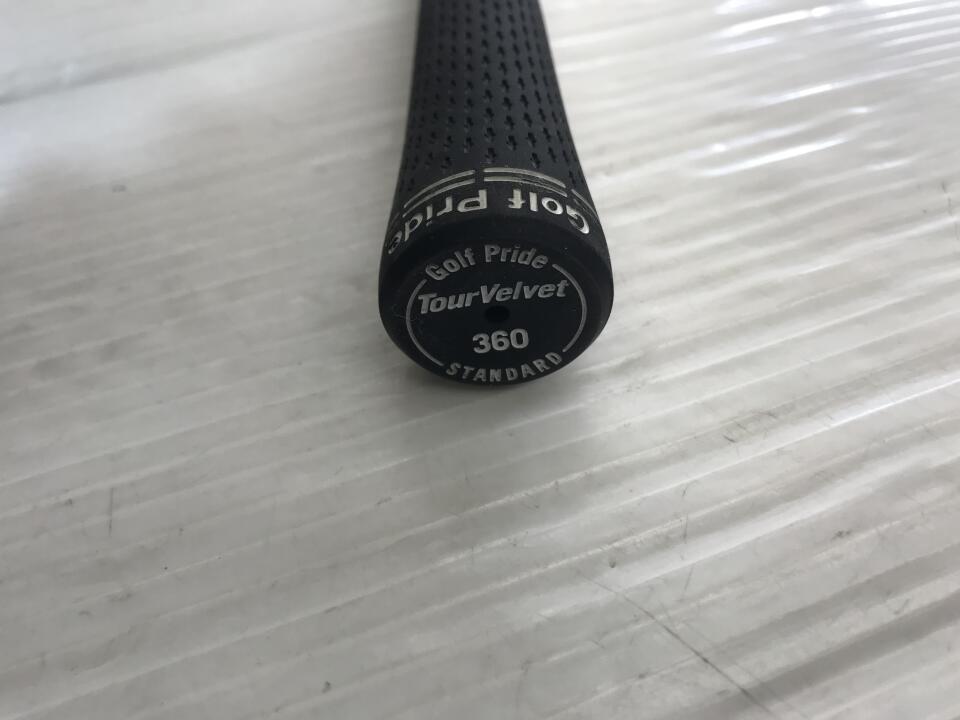 Golf Pride
Golf Pride
TourVelvet
360
STANDARD